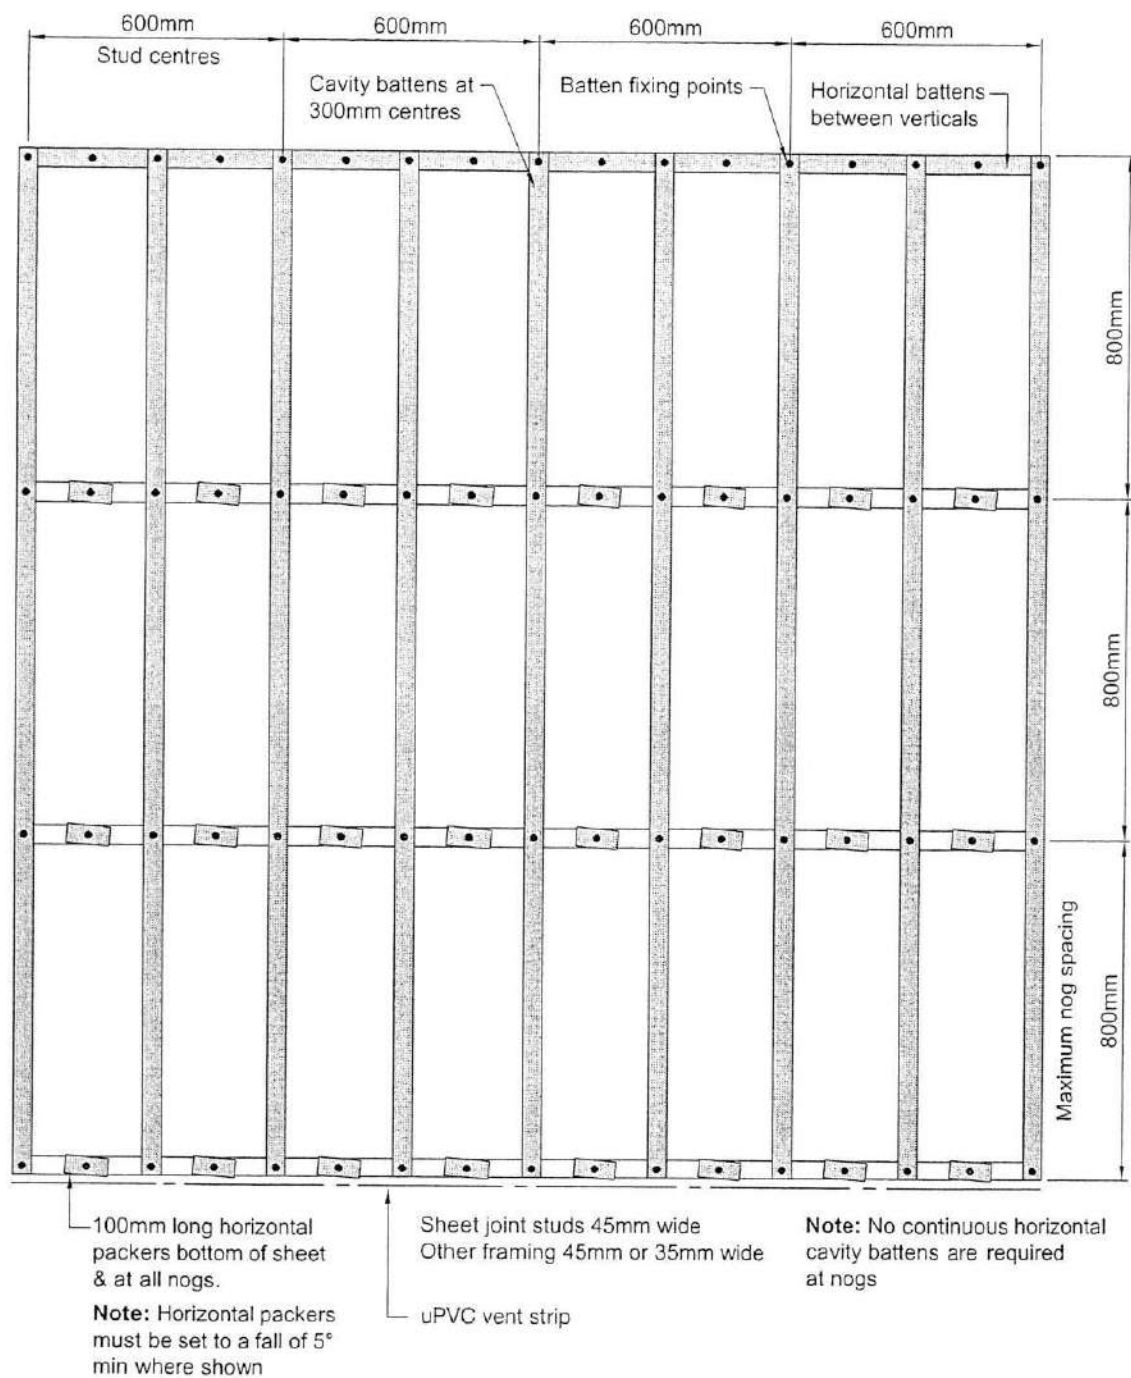 600mm
600mm
600mm
600mm
Stud centres
Cavity battens at
300mm centres
Batten fixing points
Horizontal battens
between verticals
800mm
800mm
Maximum nog spacing
800mm
100mm long horizontal
packers bottom of sheet
& at all nogs.
Note: Horizontal packers
must be set to a fall of 5°
min where shown
Sheet joint studs 45mm wide
Other framing 45mm or 35mm wide
uPVC vent strip
Note: No continuous horizontal
cavity battens are required
at nogs